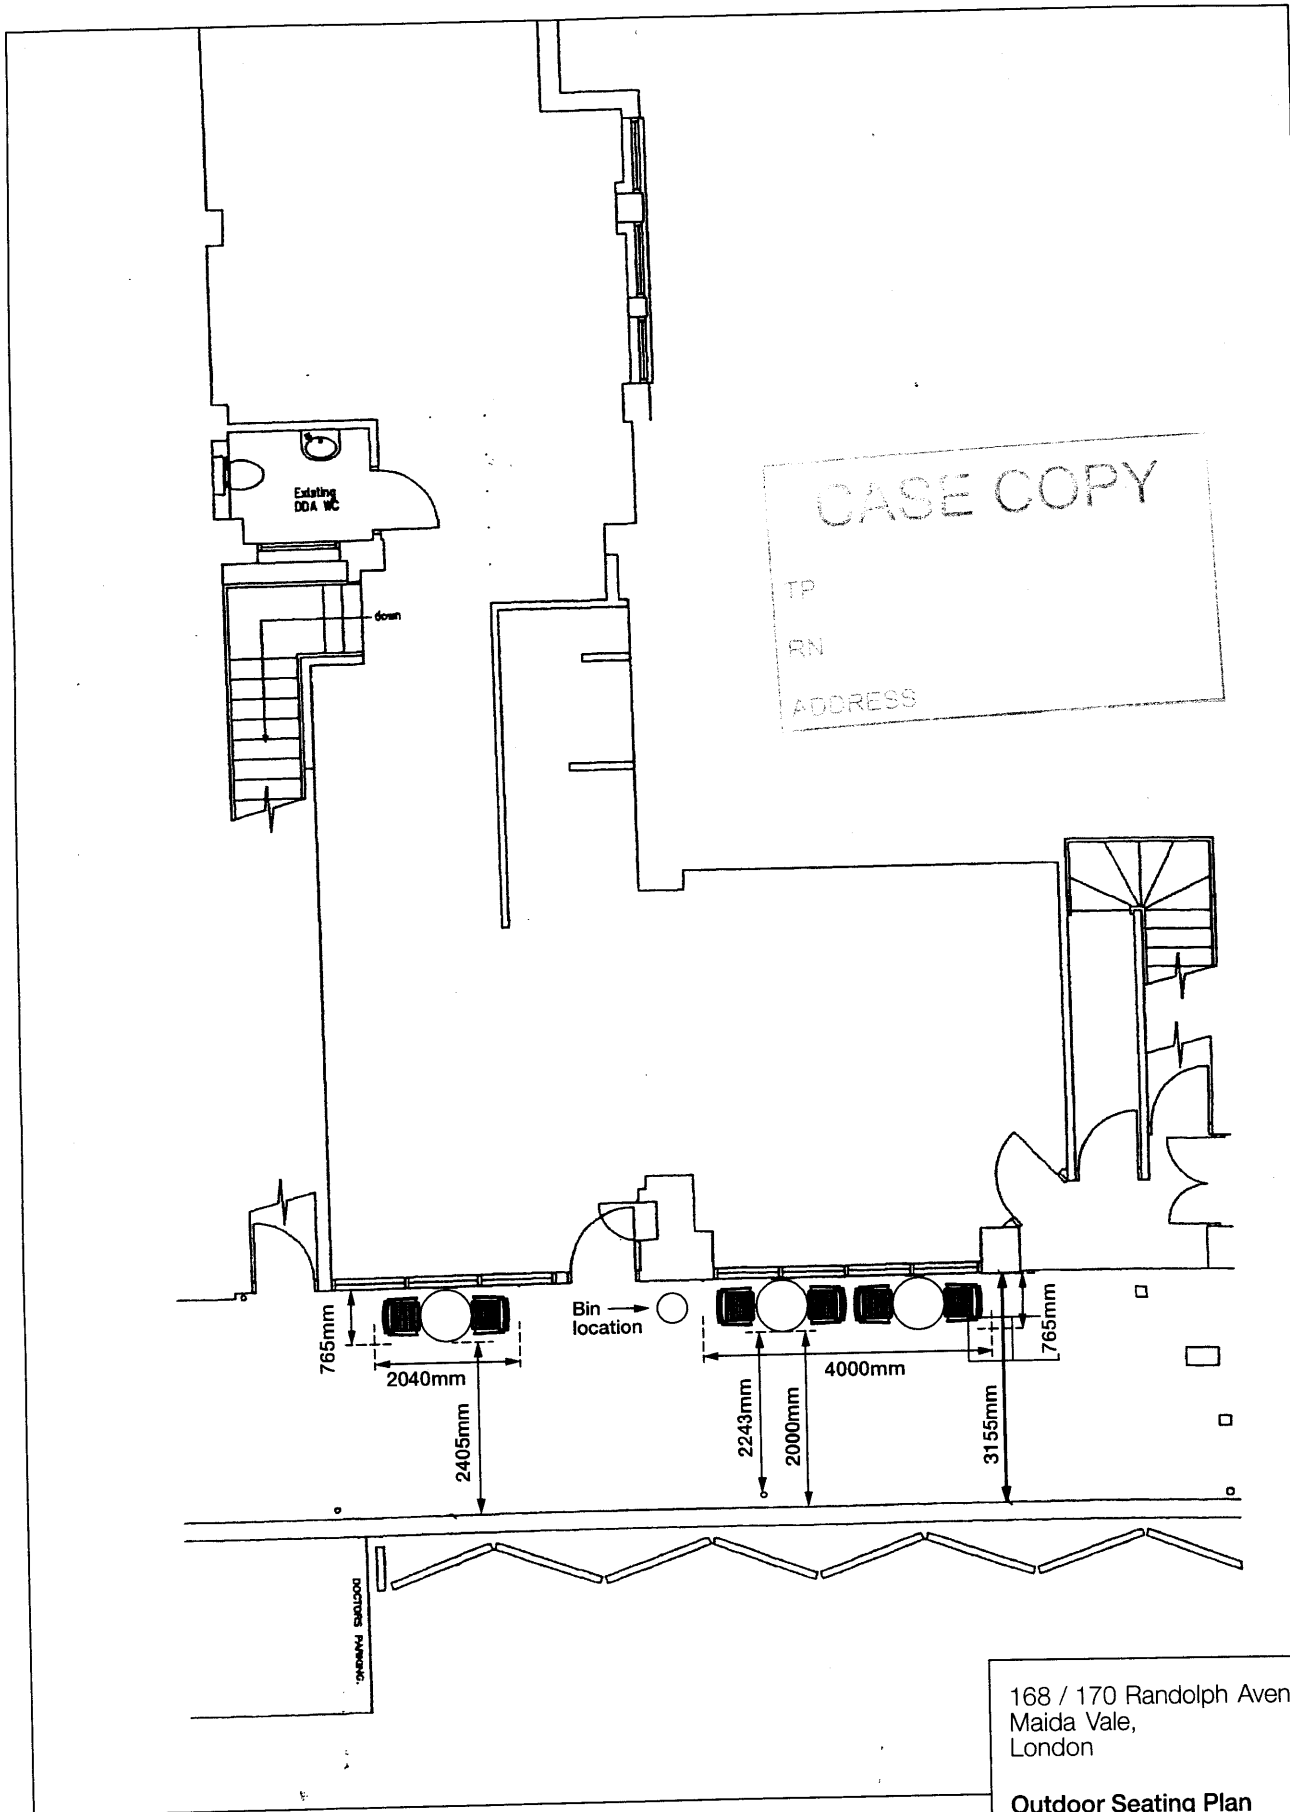 CASE COPY
TP
RN
ADDRESS
Existing
DDA WC
down
Bin
location
765mm
2040mm
2405mm
2243mm
2000mm
4000mm
3155mm
765mm
DOCTORS PARKING.
168 / 170 Randolph Aven
Maida Vale,
London
Outdoor Seating Plan